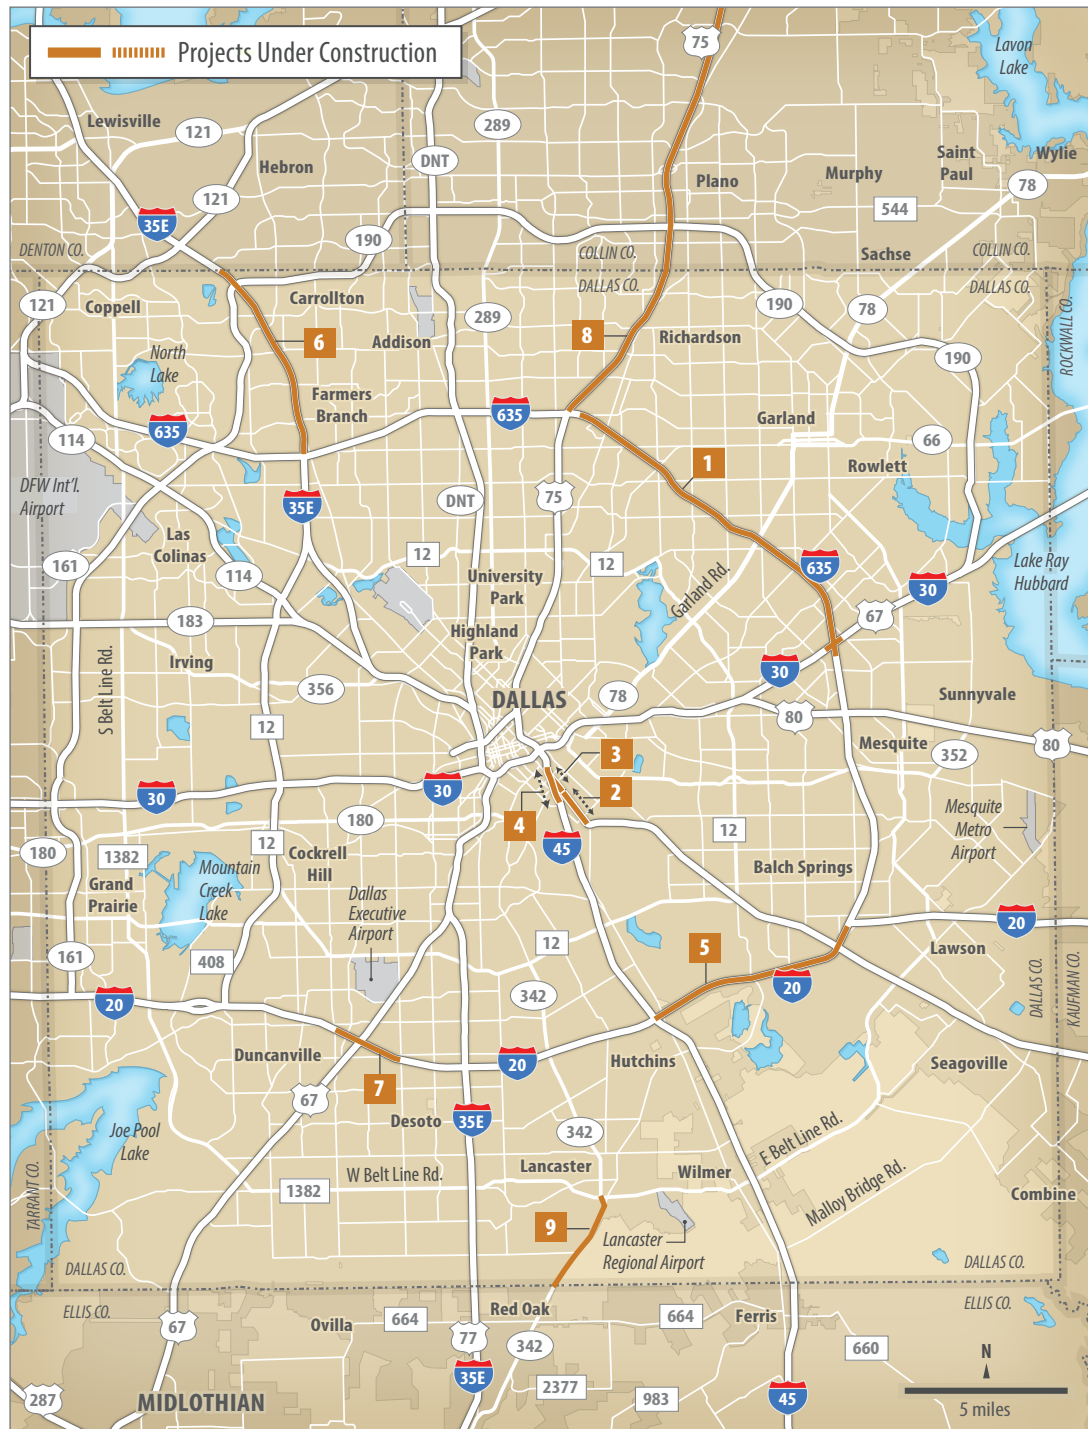 Projects Under Construction
75
Lavon
Lake
Lewisville
121
289
Hebron
DNT
Saint
Paul
Wylie
Murphy
Plano
78
121
544
35E
190
DENTON CO.
COLLIN CO.
Sachse
COLLIN CO.
DALLAS CO.
DALLAS CO.
121
Coppell
Carrollton
190
78
ROCKWALL CO.
289
6
Addison
8
Richardson
North
Lake
190
Farmers
Branch
635
635
Garland
114
66
1
Rowlett
DFW Int'l.
Airport
35E
DNT
75
Las
Colinas
12
12
161
114
University
Park
Garland Rd.
635
30
Lake Ray
Hubbard
183
67
Highland
Park
Irving
30
S Belt Line Rd.
356
DALLAS
78
Sunnyvale
12
80
80
Mesquite
352
3
30
30
2
4
180
12
Mesquite
Metro
Airport
180
1382
12
45
Cockrell
Hill
Balch Springs
Grand
Prairie
Mountain
Creek
Lake
Dallas
Executive
Airport
20
161
12
5
Lawson
408
DALLAS CO.
KAUFMAN CO.
20
342
20
Duncanville
20
Hutchins
Seagoville
67
7
Desoto
35E
342
E Belt Line Rd.
Joe Pool
Lake
Lancaster
Wilmer
W Belt Line Rd.
Malloy Bridge Rd.
1382
Combine
TARRANT CO.
9
Lancaster
Regional Airport
DALLAS CO.
DALLAS CO.
ELLIS CO.
ELLIS CO.
Red Oak
67
Ovilla
664
664
Ferris
77
342
660
N
35E
2377
287
MIDLOTHIAN
983
45
5 miles